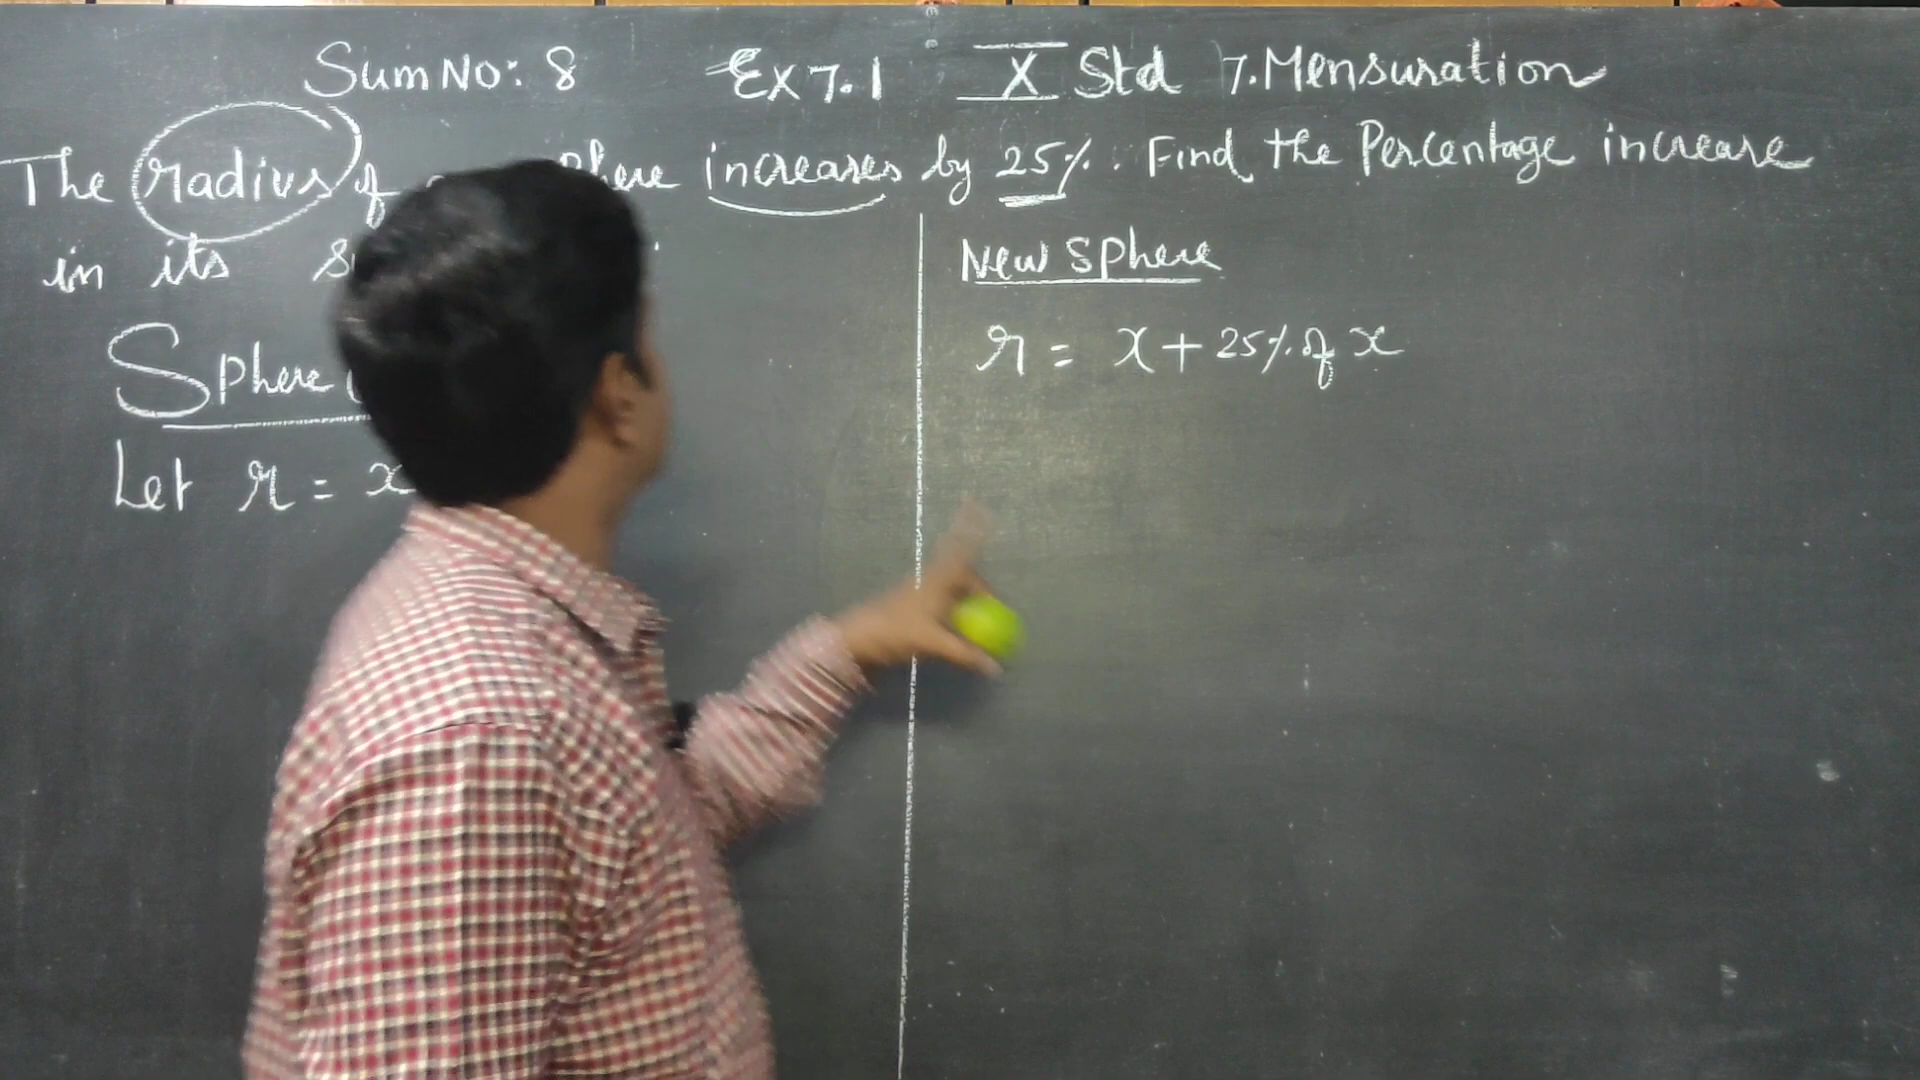 Sum No: 8 Ex 7.1 X Std 7. Mensuration
The radius of increases by 25%. Find the Percentage increase
in its
Sphere
Let r = x
New Sphere
r = x + 25% of x